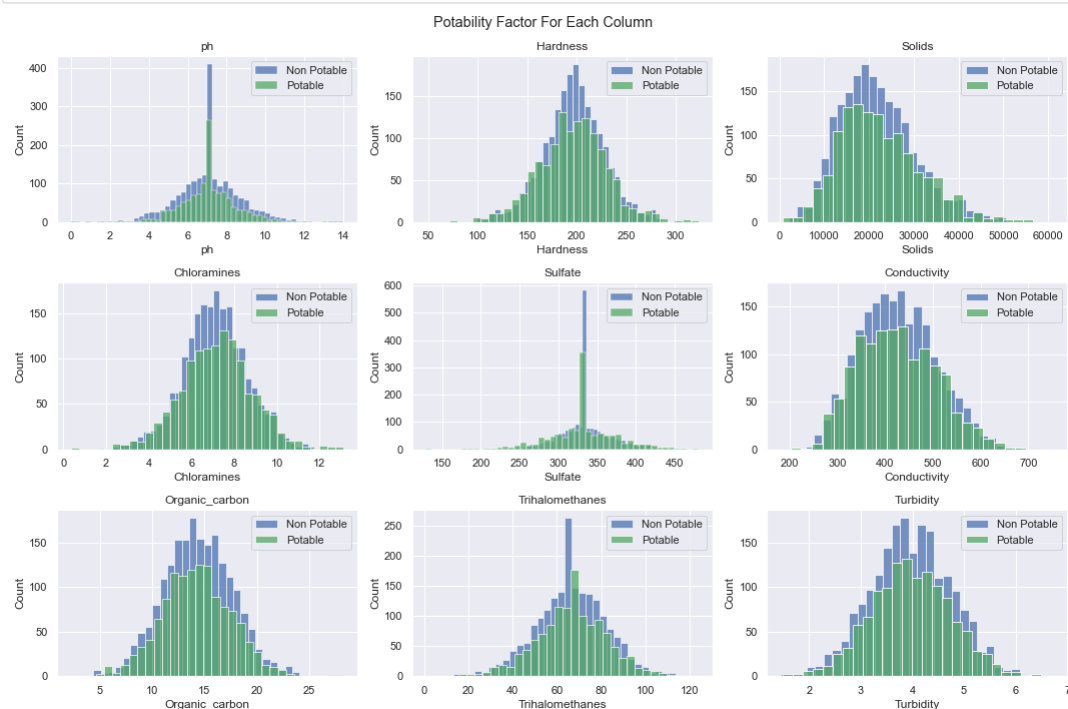 Potability Factor For Each Column
ph
Hardness
Solids
400
300
200
100
0
Count
Non Potable
Potable
0 2 4 6 8 10 12 14
ph
150
100
50
0
Count
Non Potable
Potable
50 100 150 200 250 300
Hardness
150
100
50
0
Count
Non Potable
Potable
0 10000 20000 30000 40000 50000 60000
Solids
Chloramines
Sulfate
Conductivity
150
100
50
0
Count
Non Potable
Potable
0 2 4 6 8 10 12
Chloramines
600
500
400
300
200
100
0
Count
Non Potable
Potable
150 200 250 300 350 400 450
Sulfate
150
100
50
0
Count
Non Potable
Potable
200 300 400 500 600 700
Conductivity
Organic_carbon
Trihalomethanes
Turbidity
150
100
50
0
Count
Non Potable
Potable
5 10 15 20 25
Organic_carbon
250
200
150
100
50
0
Count
Non Potable
Potable
0 20 40 60 80 100 120
Trihalomethanes
150
100
50
0
Count
Non Potable
Potable
2 3 4 5 6 7
Turbidity